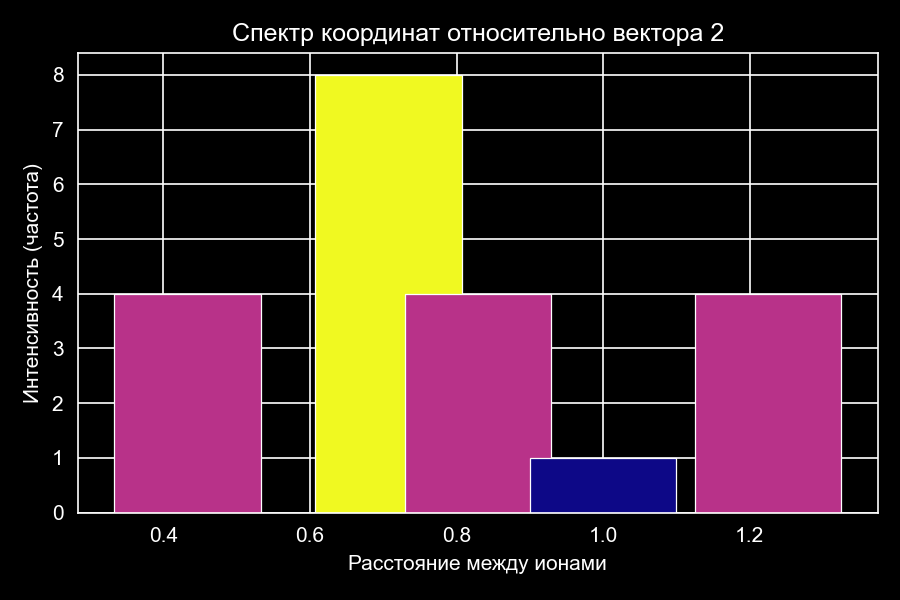 Спектр координат относительно вектора 2
Интенсивность (частота)
8
7
6
5
4
3
2
1
0
0.4 0.6 0.8 1.0 1.2
Расстояние между ионами